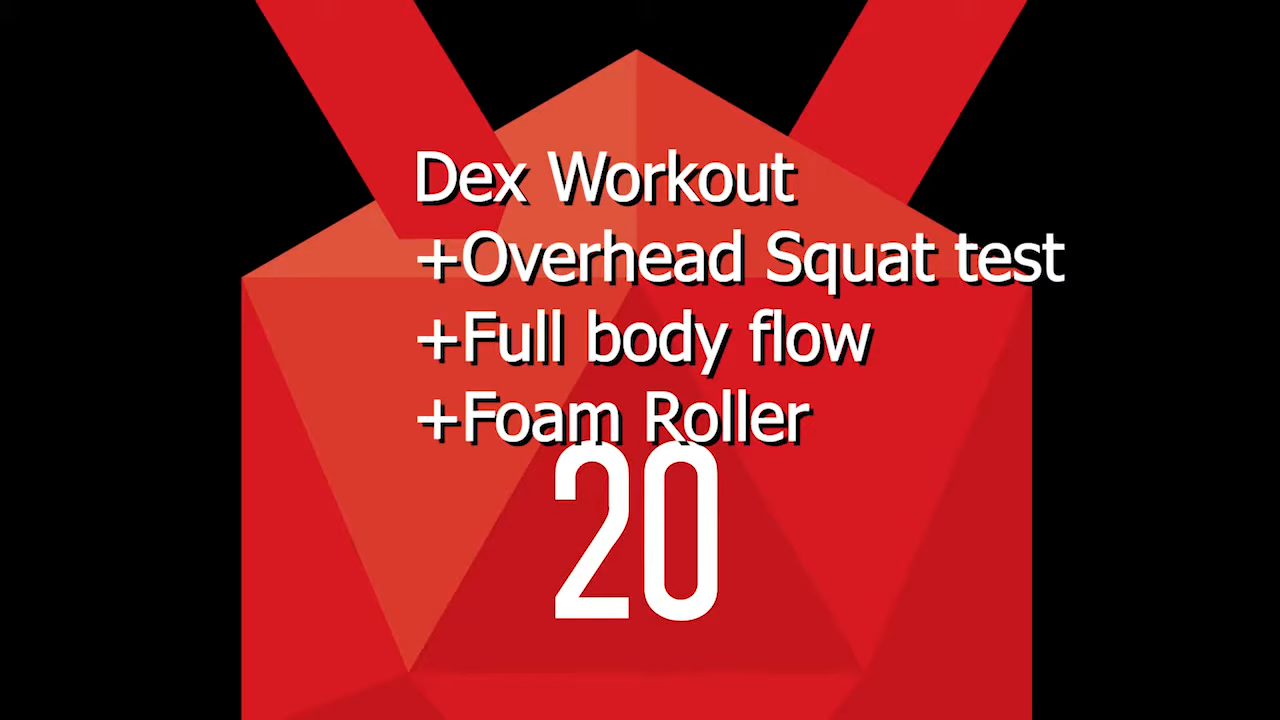 Dex Workout
+Overhead Squat test
+Full body flow
+Foam Roller
20